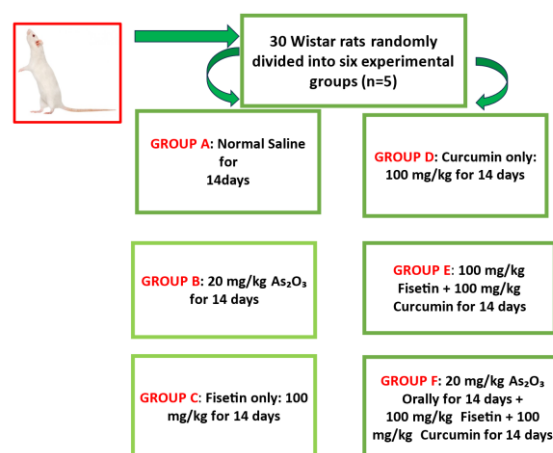 30 Wistar rats randomly
divided into six experimental
groups (n=5)
GROUP A: Normal Saline
for
14days
GROUP D: Curcumin only:
100 mg/kg for 14 days
GROUP B: 20 mg/kg As₂O₃
for 14 days
GROUP E: 100 mg/kg
Fisetin + 100 mg/kg
Curcumin for 14 days
GROUP C: Fisetin only: 100
mg/kg for 14 days
GROUP F: 20 mg/kg As₂O₃
Orally for 14 days +
100 mg/kg Fisetin + 100
mg/kg Curcumin for 14 days